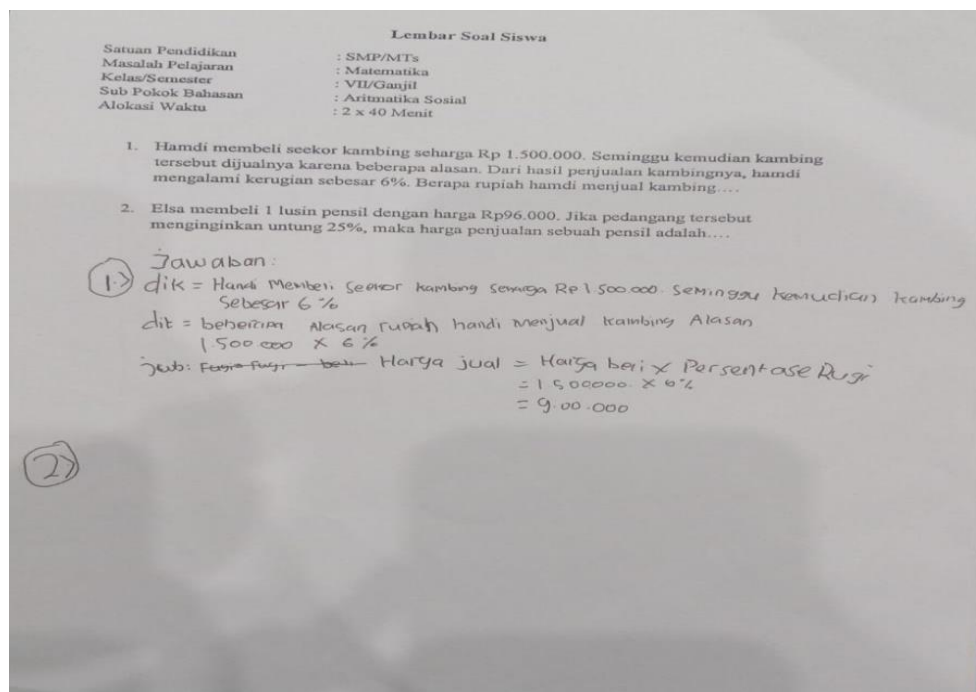 Lembar Soal Siswa
Satuan Pendidikan : SMP/MTs
Masalah Pelajaran : Matematika
Kelas/Semester : VII/Ganjil
Sub Pokok Bahasan : Aritmatika Sosial
Alokasi Waktu : 2 x 40 Menit
1. Hamdi membeli seekor kambing seharga Rp 1.500.000. Seminggu kemudian kambing
tersebut dijualnya karena beberapa alasan. Dari hasil penjualan kambingnya, hamdi
mengalami kerugian sebesar 6%. Berapa rupiah hamdi menjual kambing....
2. Elsa membeli 1 lusin pensil dengan harga Rp96.000. Jika pedangang tersebut
menginginkan untung 25%, maka harga penjualan sebuah pensil adalah....
Jawaban:
1.) dik = Hamdi Membeli Seekor kambing Rp 1.500.000. Seminggu kemudian kambing
Sebesar 6%
dit = Alasan rupiah handi menjual kambing Alasan
1.500.000 X 6%
jwb: Harga jual = Harga beri x Persentase Rugi
= 1.500000. X 6%
= 9.00.000
2)